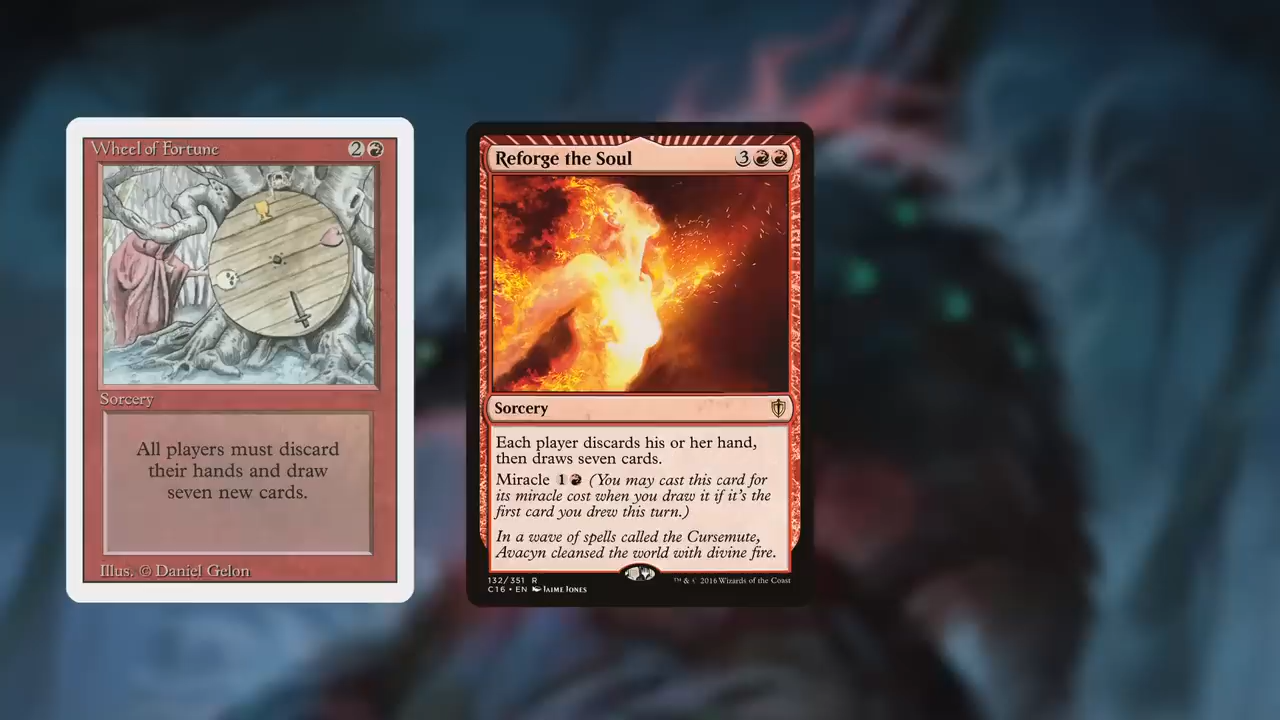 Wheel of Fortune 2
Sorcery
All players must discard
their hands and draw
seven new cards.
Illus. © Daniel Gelon
Reforge the Soul 3
Sorcery
Each player discards his or her hand,
then draws seven cards.
Miracle 1 (You may cast this card for
its miracle cost when you draw it if it's the
first card you drew this turn.)
In a wave of spells called the Cursemute,
Avacyn cleansed the world with divine fire.
132/351 R
C16 • EN JAIME JONES
™ & © 2016 Wizards of the Coast